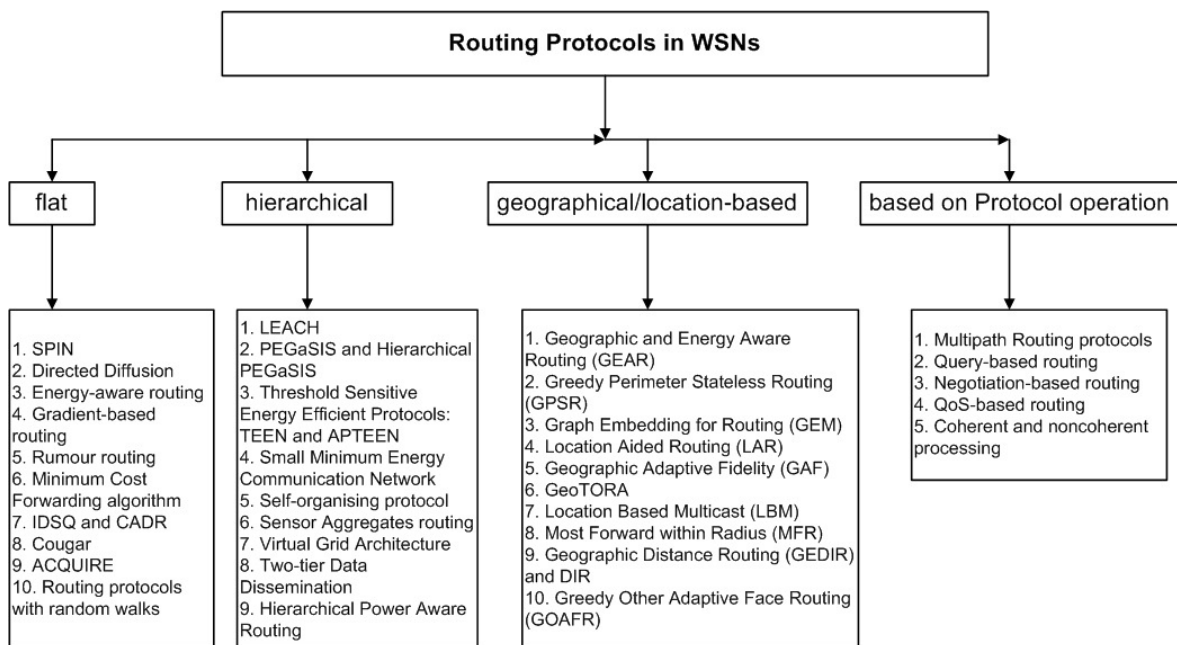 Routing Protocols in WSNs
flat
hierarchical
geographical/location-based
based on Protocol operation
1. SPIN
2. Directed Diffusion
3. Energy-aware routing
4. Gradient-based
routing
5. Rumour routing
6. Minimum Cost
Forwarding algorithm
7. IDSQ and CADR
8. Cougar
9. ACQUIRE
10. Routing protocols
with random walks
1. LEACH
2. PEGaSIS and Hierarchical
PEGaSIS
3. Threshold Sensitive
Energy Efficient Protocols:
TEEN and APTEEN
4. Small Minimum Energy
Communication Network
5. Self-organising protocol
6. Sensor Aggregates routing
7. Virtual Grid Architecture
8. Two-tier Data
Dissemination
9. Hierarchical Power Aware
Routing
1. Geographic and Energy Aware
Routing (GEAR)
2. Greedy Perimeter Stateless Routing
(GPSR)
3. Graph Embedding for Routing (GEM)
4. Location Aided Routing (LAR)
5. Geographic Adaptive Fidelity (GAF)
6. GeoTORA
7. Location Based Multicast (LBM)
8. Most Forward within Radius (MFR)
9. Geographic Distance Routing (GEDIR)
and DIR
10. Greedy Other Adaptive Face Routing
(GOAFR)
1. Multipath Routing protocols
2. Query-based routing
3. Negotiation-based routing
4. QoS-based routing
5. Coherent and noncoherent
processing